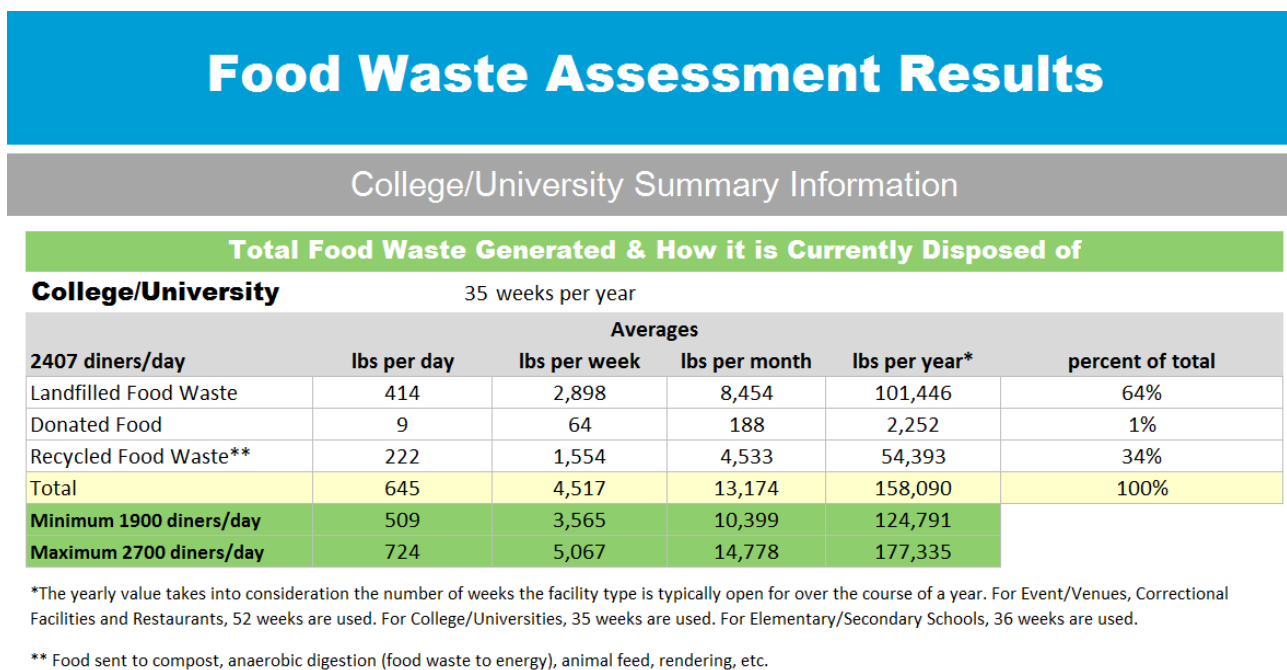 Food Waste Assessment Results
College/University Summary Information
Total Food Waste Generated & How it is Currently Disposed of
College/University 35 weeks per year
Averages
2407 diners/day lbs per day lbs per week lbs per month lbs per year* percent of total
Landfilled Food Waste 414 2,898 8,454 101,446 64%
Donated Food 9 64 188 2,252 1%
Recycled Food Waste** 222 1,554 4,533 54,393 34%
Total 645 4,517 13,174 158,090 100%
Minimum 1900 diners/day 509 3,565 10,399 124,791
Maximum 2700 diners/day 724 5,067 14,778 177,335
*The yearly value takes into consideration the number of weeks the facility type is typically open for over the course of a year. For Event/Venues, Correctional
Facilities and Restaurants, 52 weeks are used. For College/Universities, 35 weeks are used. For Elementary/Secondary Schools, 36 weeks are used.
** Food sent to compost, anaerobic digestion (food waste to energy), animal feed, rendering, etc.